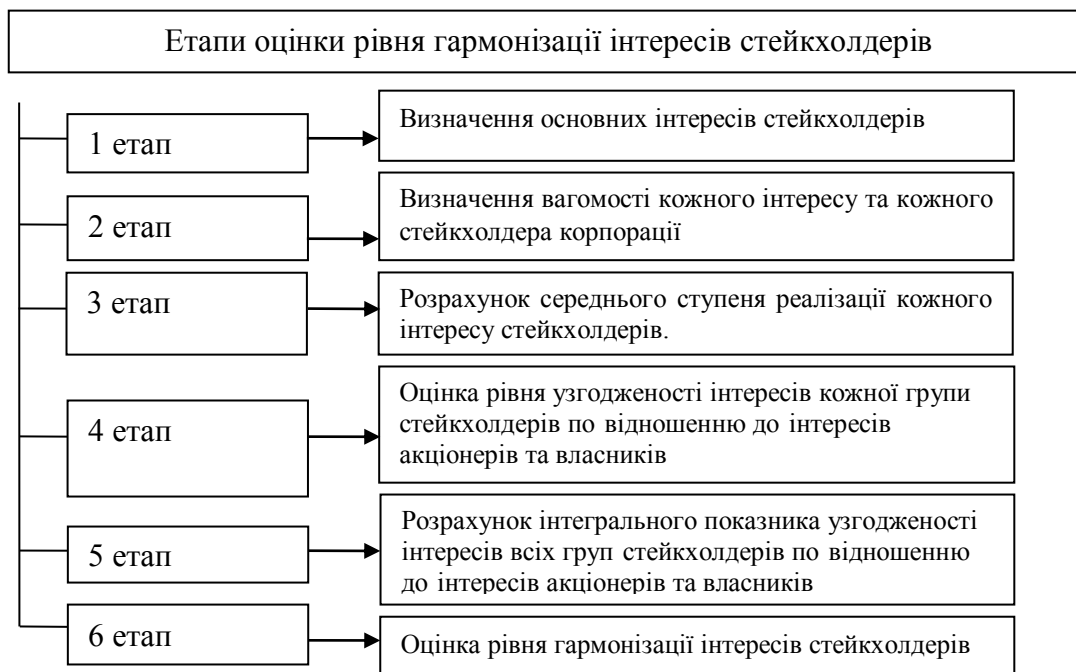 Етапи оцінки рівня гармонізації інтересів стейкхолдерів
1 етап
Визначення основних інтересів стейкхолдерів
2 етап
Визначення вагомості кожного інтересу та кожного
стейкхолдера корпорації
3 етап
Розрахунок середнього ступеня реалізації кожного
інтересу стейкхолдерів.
4 етап
Оцінка рівня узгодженості інтересів кожної групи
стейкхолдерів по відношенню до інтересів
акціонерів та власників
5 етап
Розрахунок інтегрального показника узгодженості
інтересів всіх груп стейкхолдерів по відношенню
до інтересів акціонерів та власників
6 етап
Оцінка рівня гармонізації інтересів стейкхолдерів